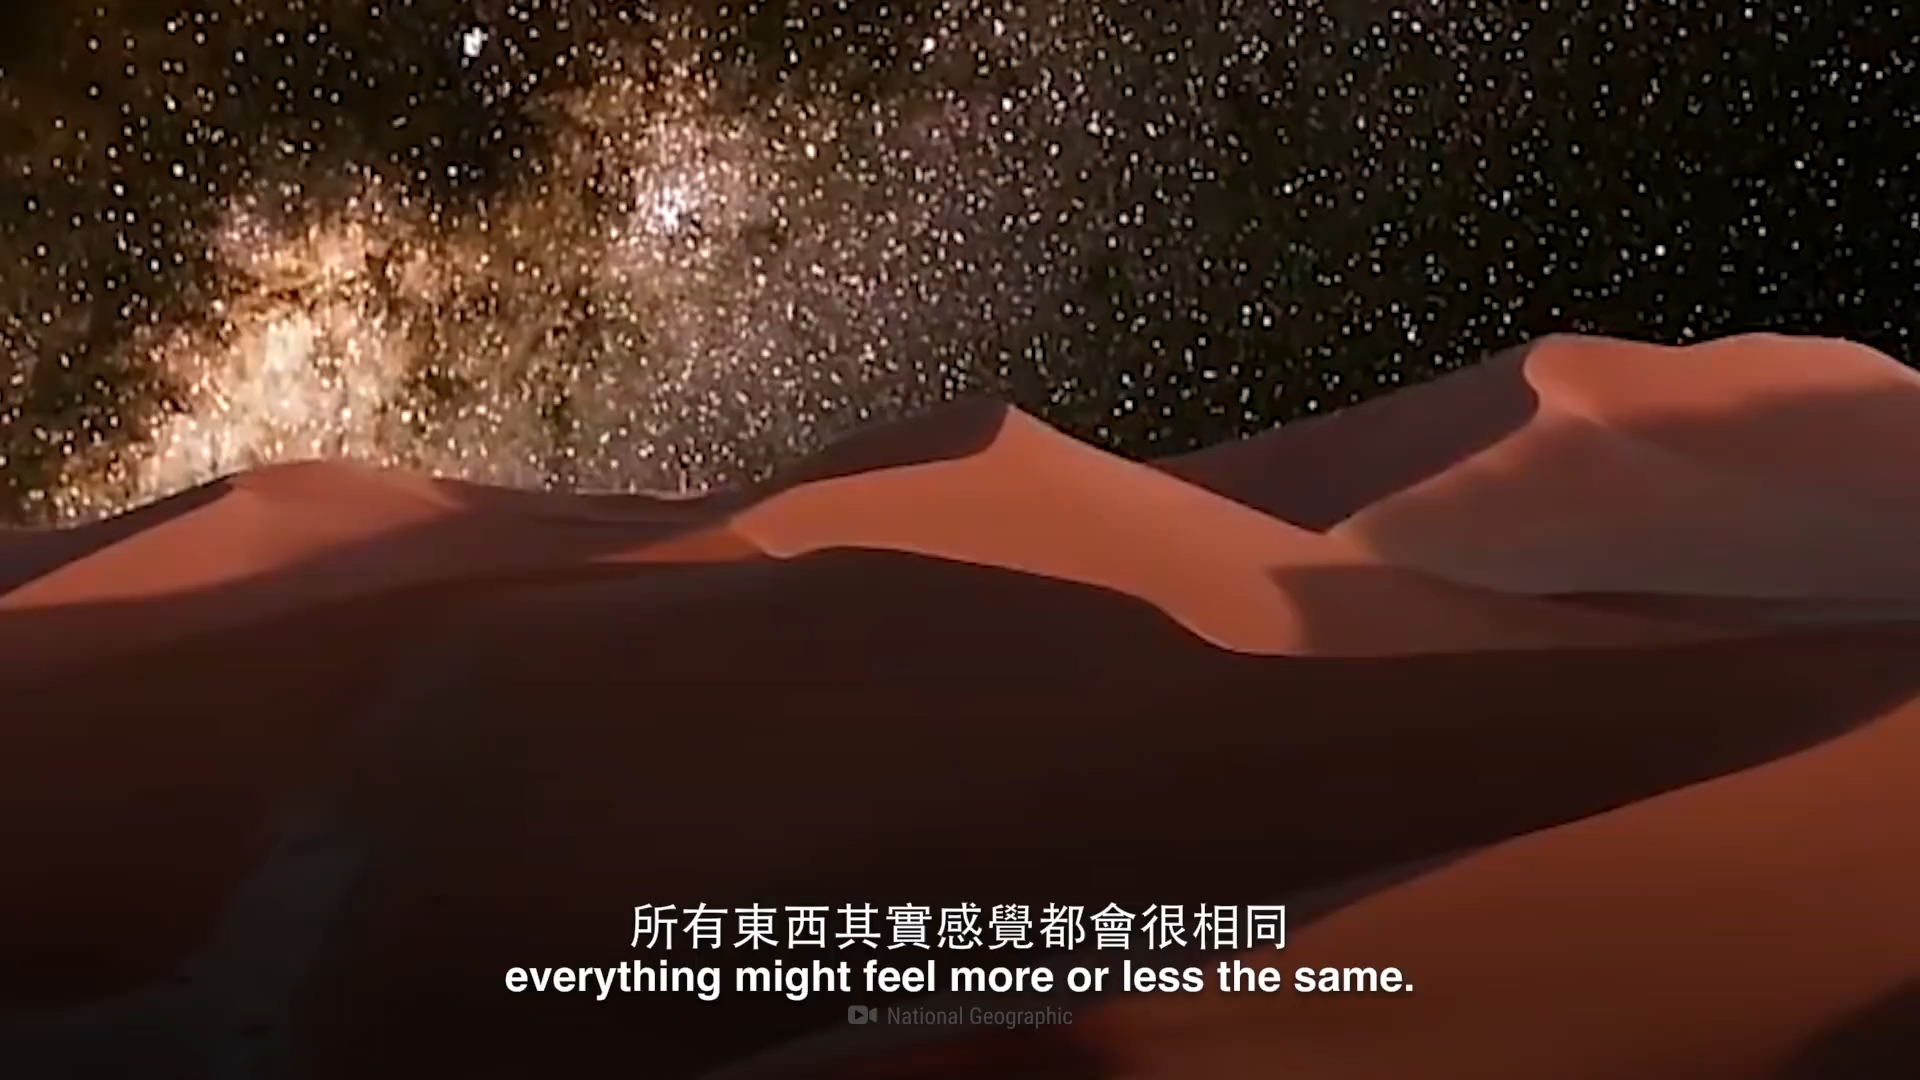 所有東西其實感覺都會很相同
everything might feel more or less the same.
National Geographic